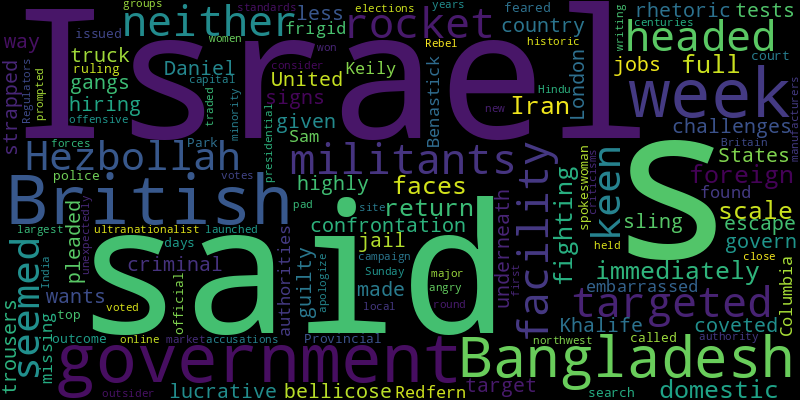 Israel
said
s
government
Bangladesh
British
week
neither
rocket
headed
seemed
facility
targeted
militants
Hezbollah
keen
full
scale
Iran
fighting
domestic
return
faces
foreign
immediately
confrontation
highly
jail
guilty
made
bellicose
Redfern
lucrative
target
Khalife
coveted
embarrassed
govern
escape
sling
States
challenges
jobs
country
rhetoric
tests
London
Benastick
Keily
United
signs
given
Sam
Daniel
hiring
gangs
truck
way
strapped
less
frigid
pleaded
criminal
wants
trousers
missing
authorities
underneath
Columbia
found
feared
elections
years
Rebel
historic
centuries
writing
standards
groups
women
issued
ruling
capital
consider
won
court
Hindu
new
Britain
manufacturers
minority
traded
presidential
Park
votes
police
forces
offensive
prompted
Regulators
largest
ultranationalist
launched
unexpectedly
India
days
official
top
outcome
voted
online
market
accusations
Provincial
outsider
local
Sunday
campaign
site
pad
apologize
major
angry
round
first
spokeswoman
criticisms
held
close
called
authority
northwest
search